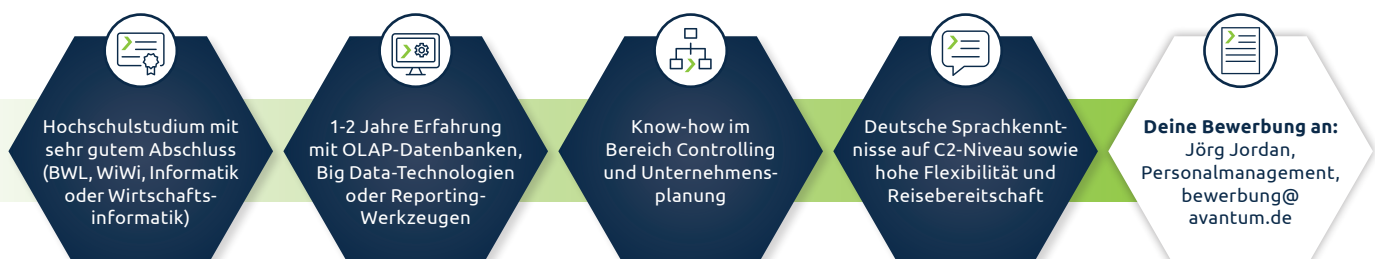 Hochschulstudium mit
sehr gutem Abschluss
(BWL, WiWi, Informatik
oder Wirtschafts-
informatik)
1-2 Jahre Erfahrung
mit OLAP-Datenbanken,
Big Data-Technologien
oder Reporting-
Werkzeugen
Know-how im
Bereich Controlling
und Unternehmens-
planung
Deutsche Sprachkennt-
nisse auf C2-Niveau sowie
hohe Flexibilität und
Reisebereitschaft
Deine Bewerbung an:
Jörg Jordan,
Personalmanagement,
bewerbung@
avantum.de